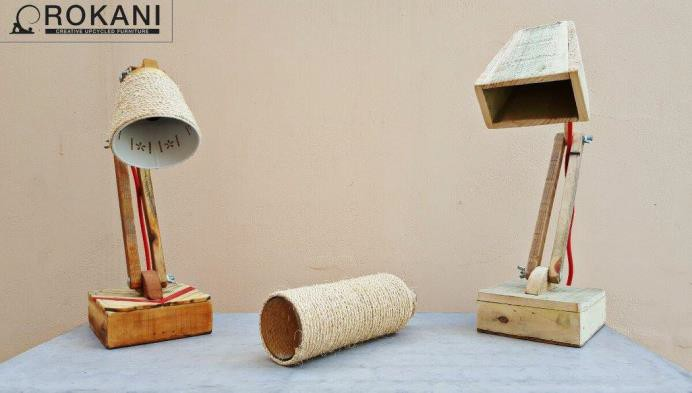 ROKANI
CREATIVE UPCYCLED FURNITURE